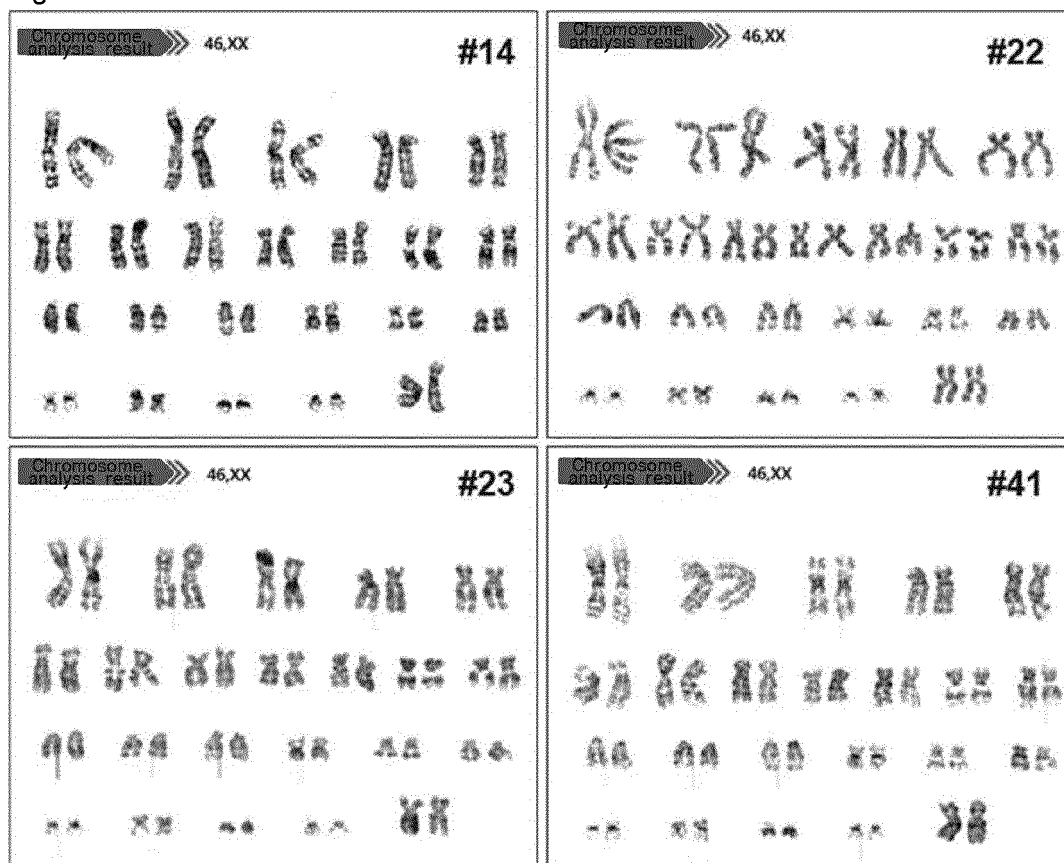 Chromosome
analysis result
46,XX
#14
Chromosome
analysis result
46,XX
#22
Chromosome
analysis result
46,XX
#23
Chromosome
analysis result
46,XX
#41